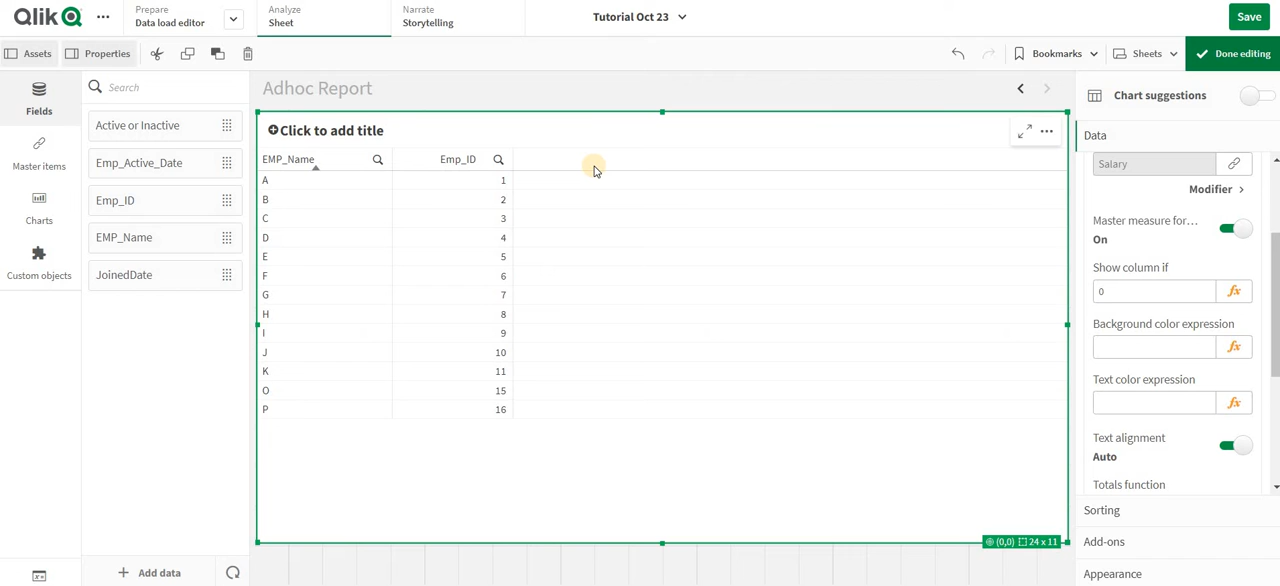 Qlik
Prepare
Data load editor
Analyze
Sheet
Narrate
Storytelling
Tutorial Oct 23
Save
Assets
Properties
Bookmarks
Sheets
Done editing
Fields
Master items
Charts
Custom objects
Search
Active or Inactive
Emp_Active_Date
Emp_ID
EMP_Name
JoinedDate
Add data
Adhoc Report
Click to add title
EMP_Name Emp_ID
A 1
B 2
C 3
D 4
E 5
F 6
G 7
H 8
I 9
J 10
K 11
O 15
P 16
(0,0) 24 x 11
Chart suggestions
Data
Salary
Modifier
Master measure for...
On
Show column if
0 fx
Background color expression
fx
Text color expression
fx
Text alignment
Auto
Totals function
Sorting
Add-ons
Appearance